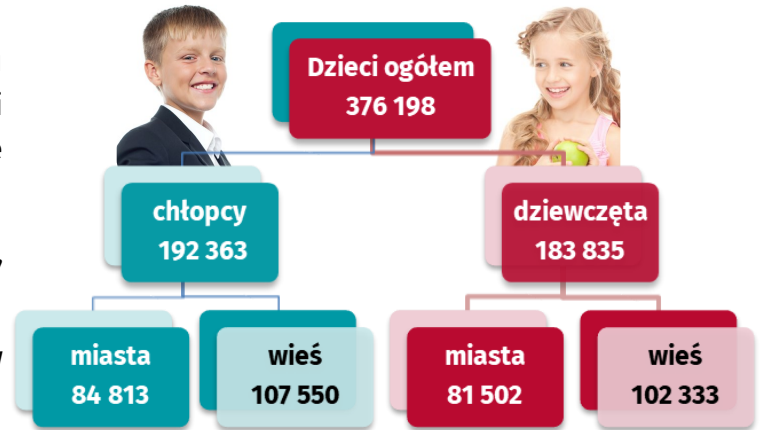 Dzieci ogółem
376 198
chłopcy
192 363
dziewczęta
183 835
miasta
84 813
wieś
107 550
miasta
81 502
wieś
102 333